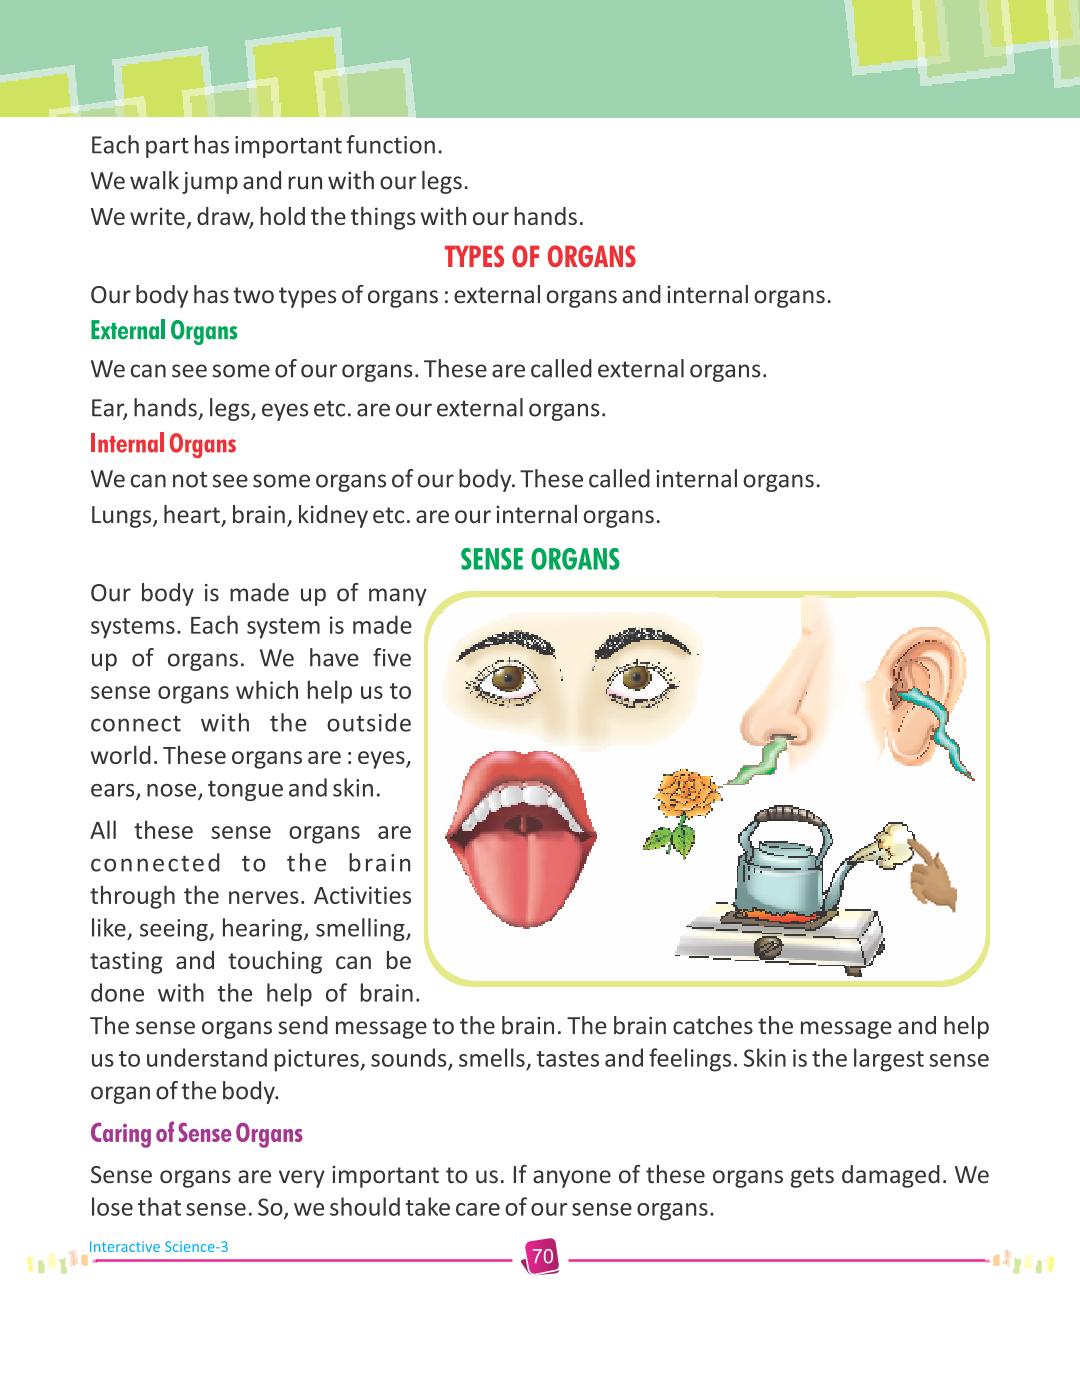 Each part has important function.
We walk jump and run with our legs.
We write, draw, hold the things with our hands.
TYPES OF ORGANS
Our body has two types of organs : external organs and internal organs.
External Organs
We can see some of our organs. These are called external organs.
Ear, hands, legs, eyes etc. are our external organs.
Internal Organs
We can not see some organs of our body. These called internal organs.
Lungs, heart, brain, kidney etc. are our internal organs.
SENSE ORGANS
Our body is made up of many
systems. Each system is made
up of organs. We have five
sense organs which help us to
connect with the outside
world. These organs are : eyes,
ears, nose, tongue and skin.
All these sense organs are
connected to the brain
through the nerves. Activities
like, seeing, hearing, smelling,
tasting and touching can be
done with the help of brain.
The sense organs send message to the brain. The brain catches the message and help
us to understand pictures, sounds, smells, tastes and feelings. Skin is the largest sense
organ of the body.
Caring of Sense Organs
Sense organs are very important to us. If anyone of these organs gets damaged. We
lose that sense. So, we should take care of our sense organs.
Interactive Science-3
70